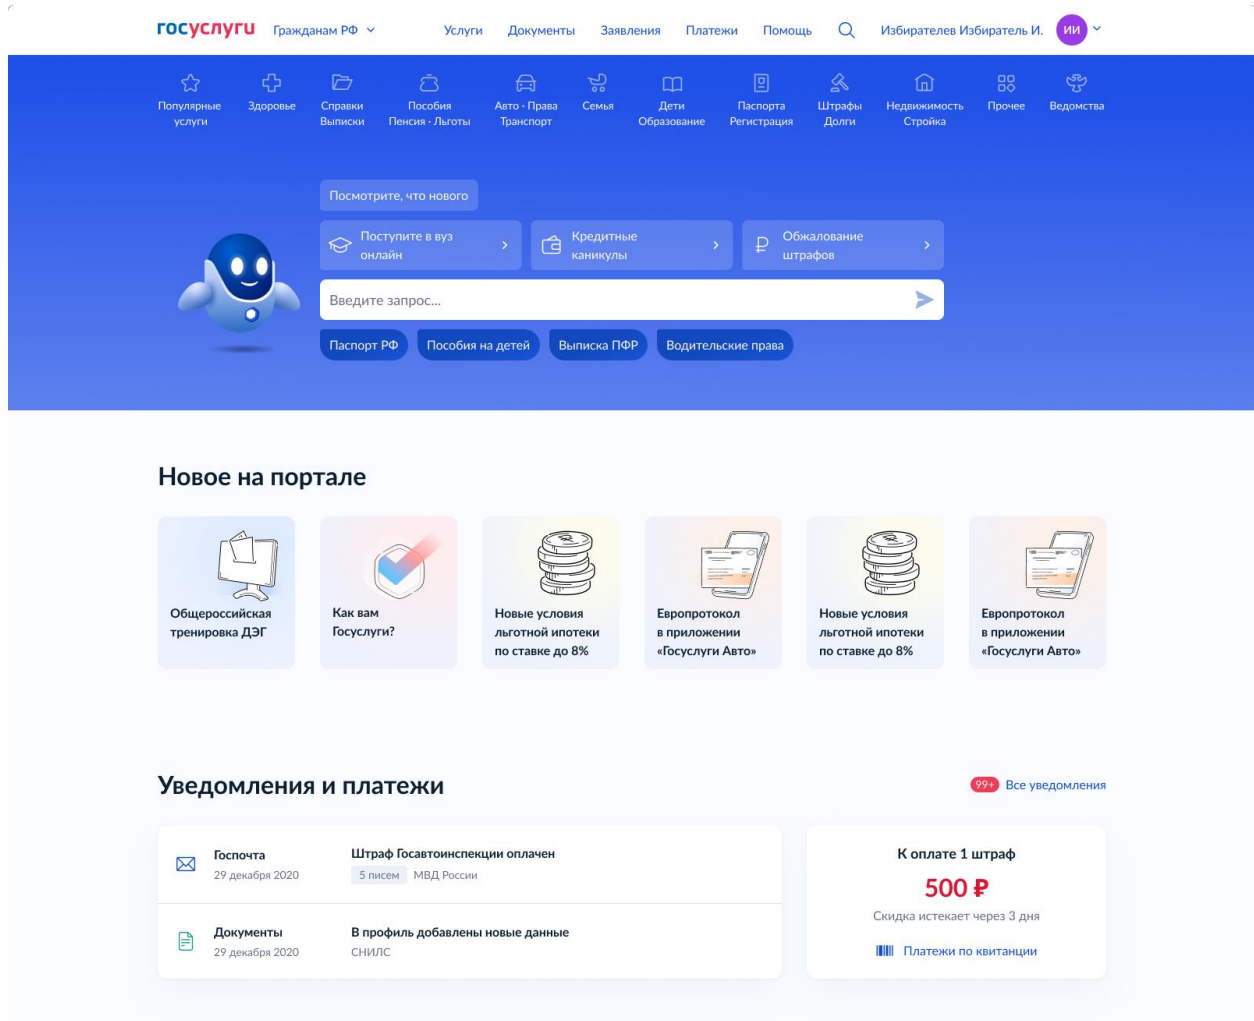 госуслуги
Гражданам РФ
Услуги
Документы
Заявления
Платежи
Помощь
Избирателев Избиратель И.
ИИ
Популярные
услуги
Здоровье
Справки
Выписки
Пособия
Пенсия · Льготы
Авто · Права
Транспорт
Семья
Дети
Образование
Паспорта
Регистрация
Штрафы
Долги
Недвижимость
Стройка
Прочее
Ведомства
Посмотрите, что нового
Поступите в вуз
онлайн
Кредитные
каникулы
Обжалование
штрафов
Введите запрос...
Паспорт РФ
Пособия на детей
Выписка ПФР
Водительские права
Новое на портале
Общероссийская
тренировка ДЭГ
Как вам
Госуслуги?
Новые условия
льготной ипотеки
по ставке до 8%
Европротокол
в приложении
«Госуслуги Авто»
Новые условия
льготной ипотеки
по ставке до 8%
Европротокол
в приложении
«Госуслуги Авто»
Уведомления и платежи
99+ Все уведомления
Госпочта
29 декабря 2020
Штраф Госавтоинспекции оплачен
5 писем МВД России
Документы
29 декабря 2020
В профиль добавлены новые данные
СНИЛС
К оплате 1 штраф
500 ₽
Скидка истекает через 3 дня
Платежи по квитанции